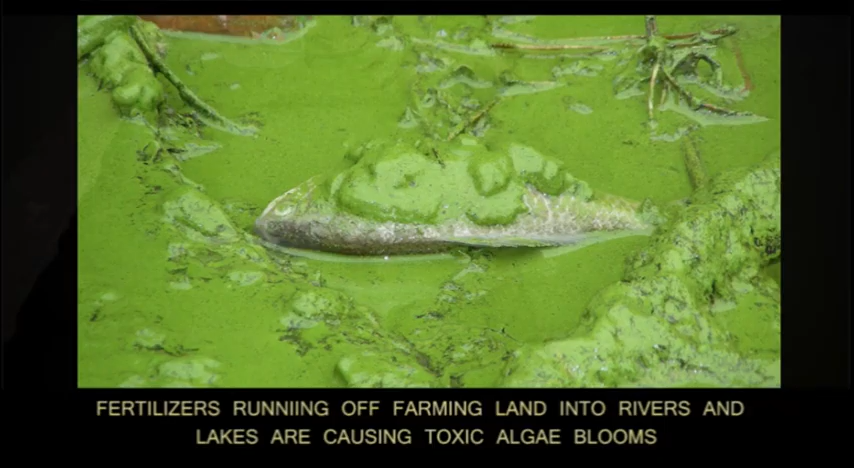 FERTILIZERS RUNNIING OFF FARMING LAND INTO RIVERS AND
LAKES ARE CAUSING TOXIC ALGAE BLOOMS